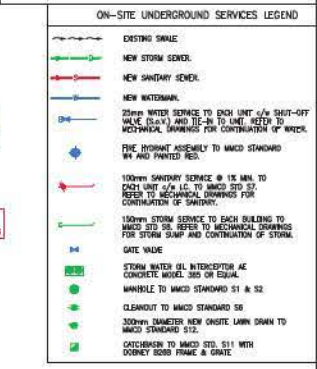 ON-SITE UNDERGROUND SERVICES LEGEND
EXISTING SWALE
NEW STORM SEWER.
NEW SANITARY SEWER.
NEW WATERMAIN.
25mm WATER SERVICE TO EACH UNIT c/w SHUT-OFF
VALVE (S.o.V.) AND TIE-IN TO UNIT. REFER TO
MECHANICAL DRAWINGS FOR CONTINUATION OF WATER.
FIRE HYDRANT ASSEMBLY TO MMCD STANDARD
W4 AND PAINTED RED.
100mm SANITARY SERVICE @ 1% MIN. TO
EACH UNIT c/w I.C. TO MMCD STD S7.
REFER TO MECHANICAL DRAWINGS FOR
CONTINUATION OF SANITARY.
150mm STORM SERVICE TO EACH BUILDING TO
MMCD STD S8. REFER TO MECHANICAL DRAWINGS
FOR STORM SUMP AND CONTINUATION OF STORM.
GATE VALVE
STORM WATER OIL INTERCEPTOR AE
CONCRETE MODEL 385 OR EQUAL
MANHOLE TO MMCD STANDARD S1 & S2
CLEANOUT TO MMCD STANDARD S6
300mm DIAMETER NEW ONSITE LAWN DRAIN TO
MMCD STANDARD S12.
CATCHBASIN TO MMCD STD. S11 WITH
DOBNEY B26B FRAME & GRATE